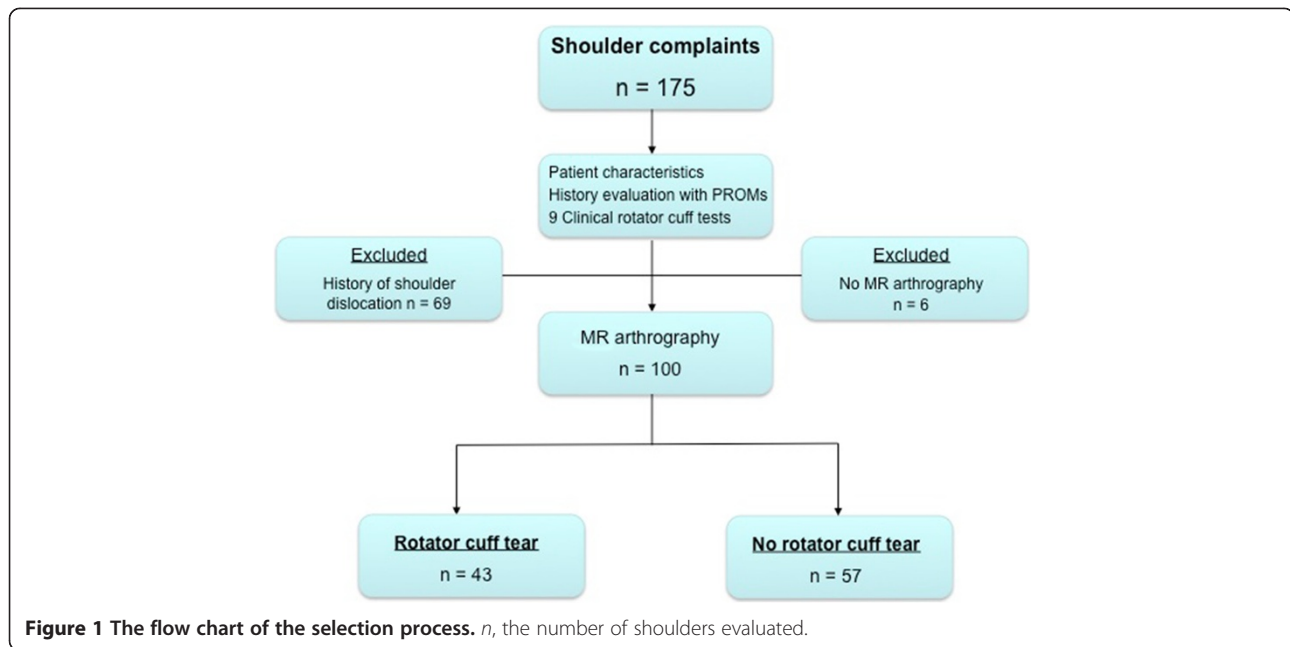 Shoulder complaints
n = 175
Patient characteristics
History evaluation with PROMs
9 Clinical rotator cuff tests
Excluded
History of shoulder
dislocation n = 69
Excluded
No MR arthrography
n = 6
MR arthrography
n = 100
Rotator cuff tear
n = 43
No rotator cuff tear
n = 57
Figure 1 The flow chart of the selection process. n, the number of shoulders evaluated.